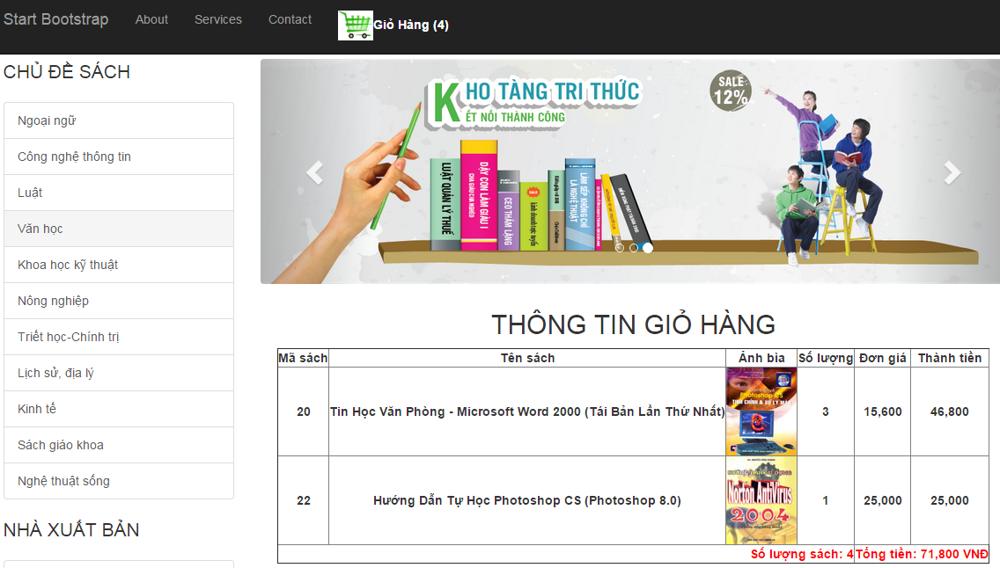 Start Bootstrap About Services Contact Giỏ Hàng (4)
CHỦ ĐỀ SÁCH
Ngoại ngữ
Công nghệ thông tin
Luật
Văn học
Khoa học kỹ thuật
Nông nghiệp
Triết học-Chính trị
Lịch sử, địa lý
Kinh tế
Sách giáo khoa
Nghệ thuật sống
NHÀ XUẤT BẢN
KHO TÀNG TRI THỨC
KẾT NỐI THÀNH CÔNG
SALE
12%
LUẬT QUẢN LÝ THUẾ
DẠY CON LÀM GIÀU I
CHA GIÀU CHA NGHÈO
CEO THẦM LẶNG
SALE
LÀM SẾP KHÔNG CHỈ
LÀ NGHỆ THUẬT
THÔNG TIN GIỎ HÀNG
Mã sách Tên sách Ảnh bìa Số lượng Đơn giá Thành tiền
20 Tin Học Văn Phòng - Microsoft Word 2000 (Tái Bản Lần Thứ Nhất) 3 15,600 46,800
Photoshop CS
22 Hướng Dẫn Tự Học Photoshop CS (Photoshop 8.0) 1 25,000 25,000
Norton AntiVirus
2004
Số lượng sách: 4 Tổng tiền: 71,800 VNĐ